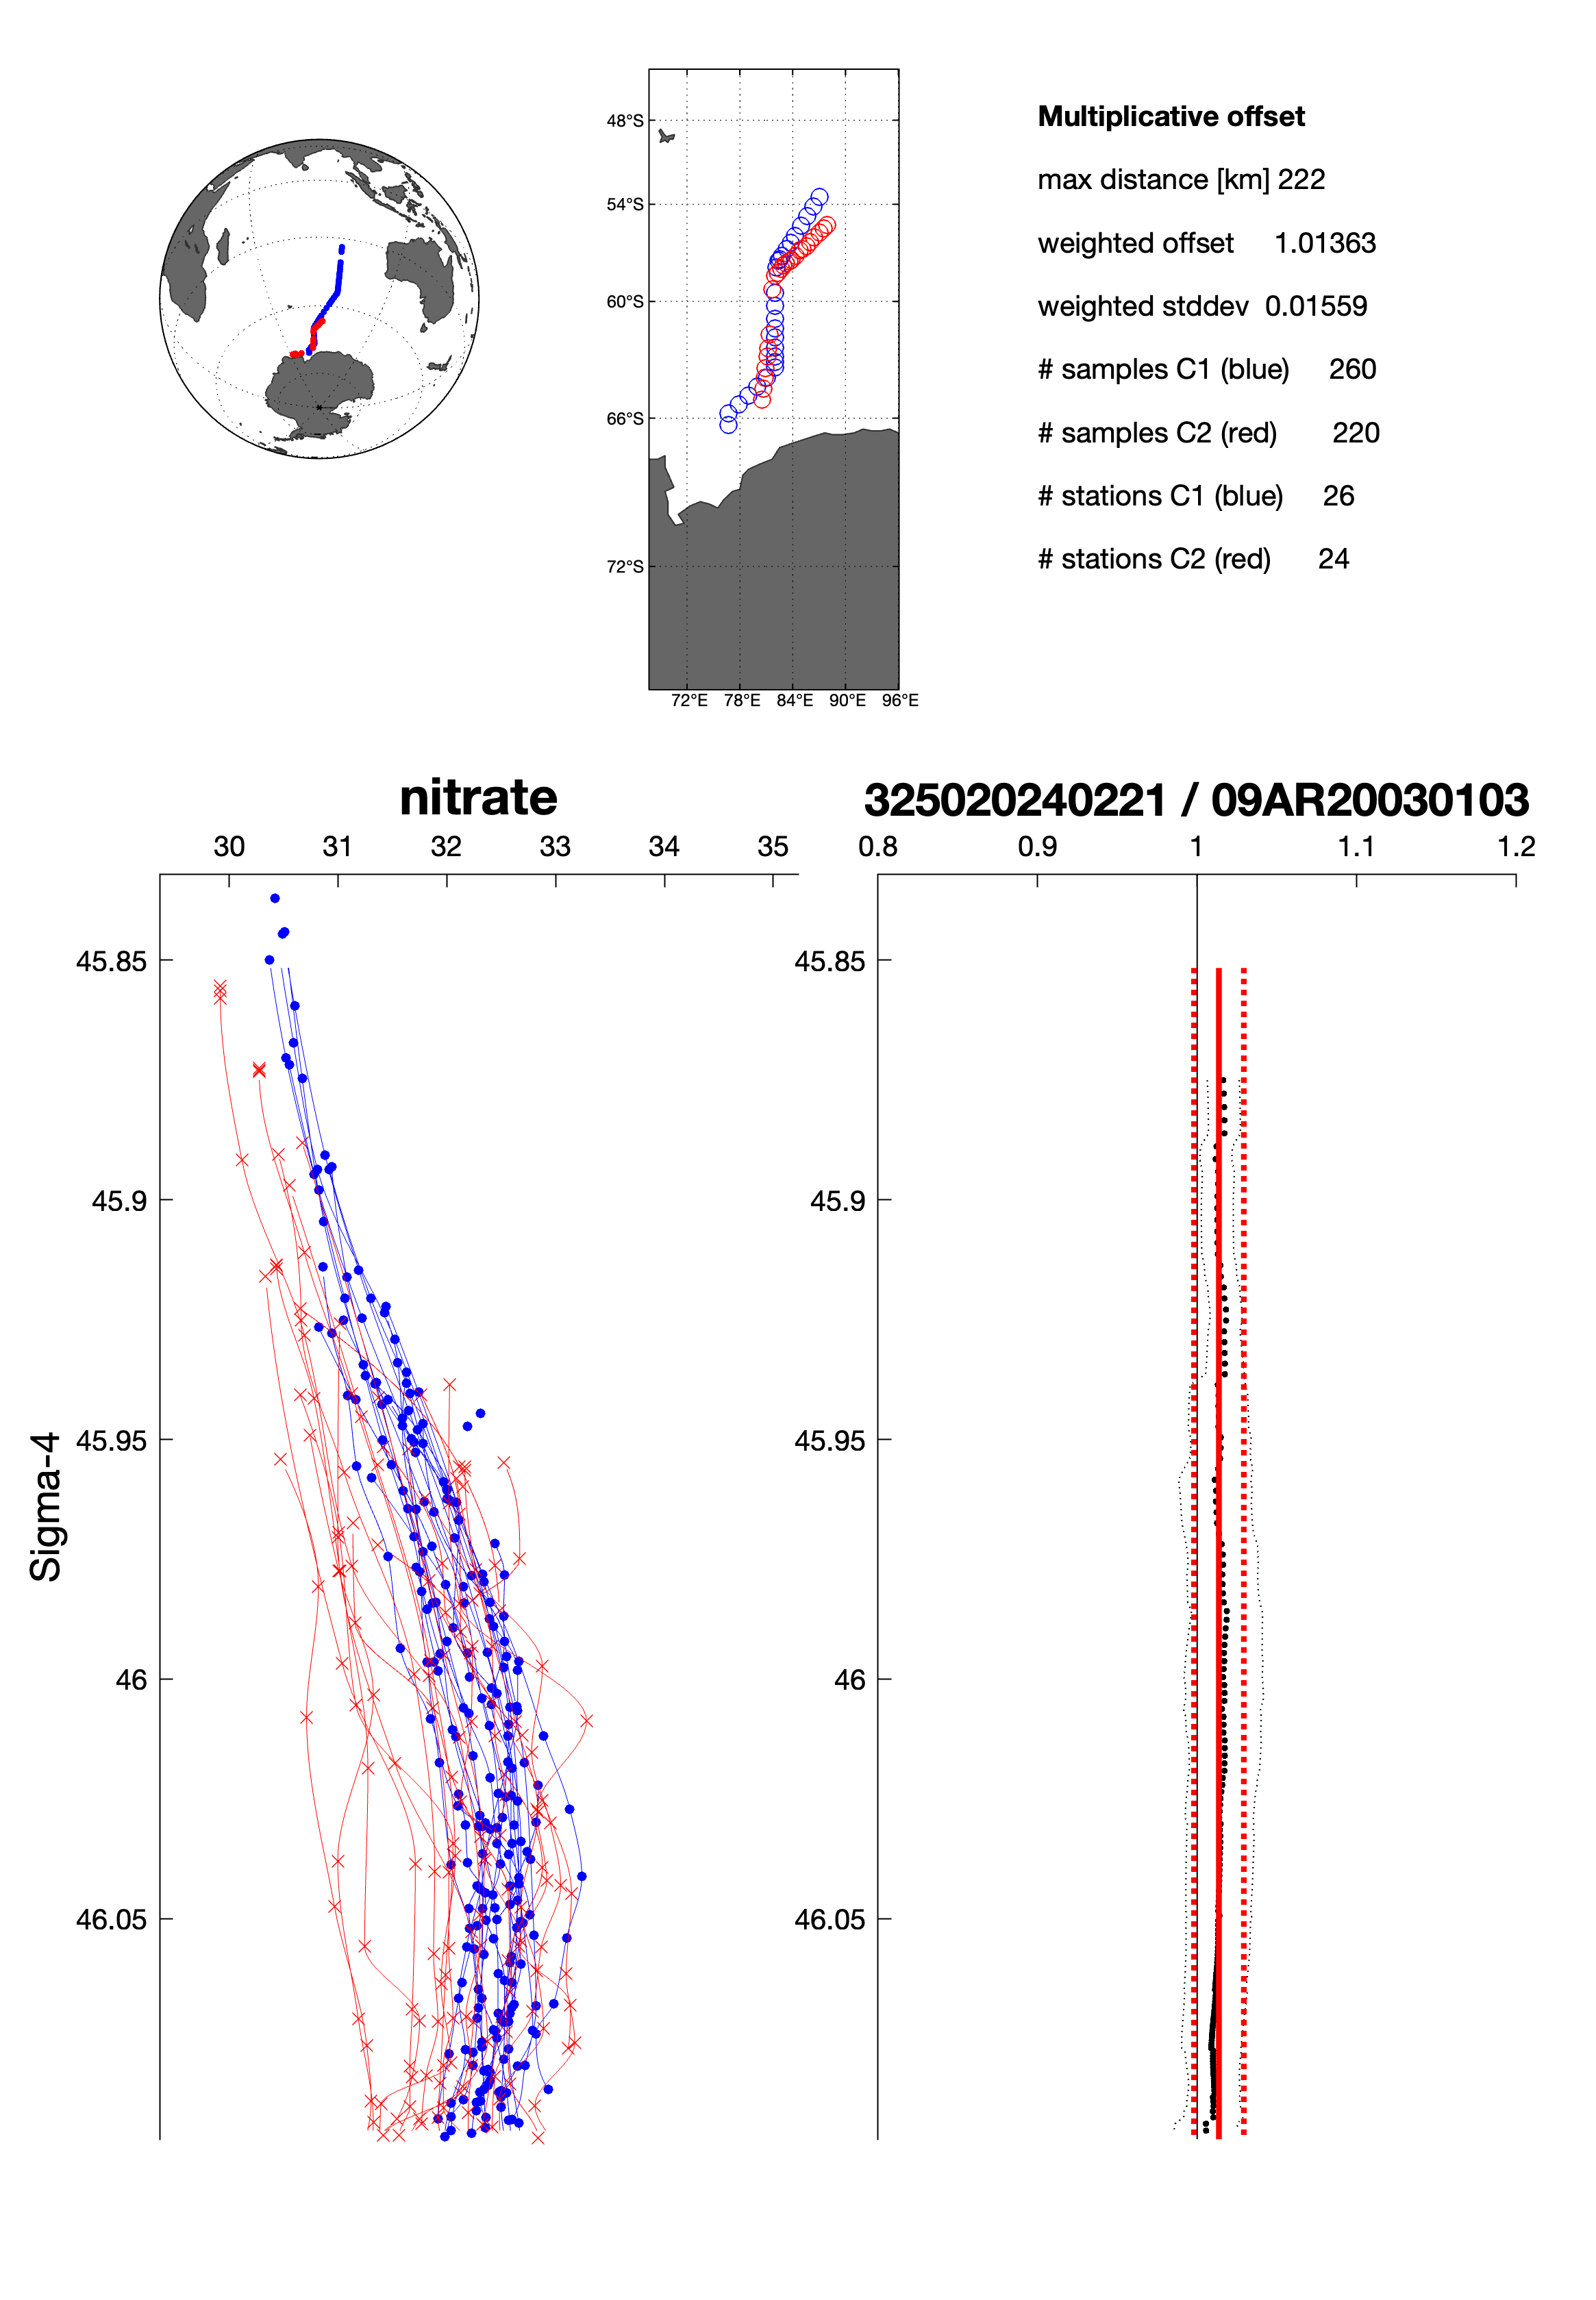 48°S
54°S
60°S
66°S
72°S
72°E 78°E 84°E 90°E 96°E
Multiplicative offset
max distance [km] 222
weighted offset 1.01363
weighted stddev 0.01559
# samples C1 (blue) 260
# samples C2 (red) 220
# stations C1 (blue) 26
# stations C2 (red) 24
nitrate
30 31 32 33 34 35
45.85
45.9
45.95
46
46.05
Sigma-4
325020240221 / 09AR20030103
0.8 0.9 1 1.1 1.2
45.85
45.9
45.95
46
46.05